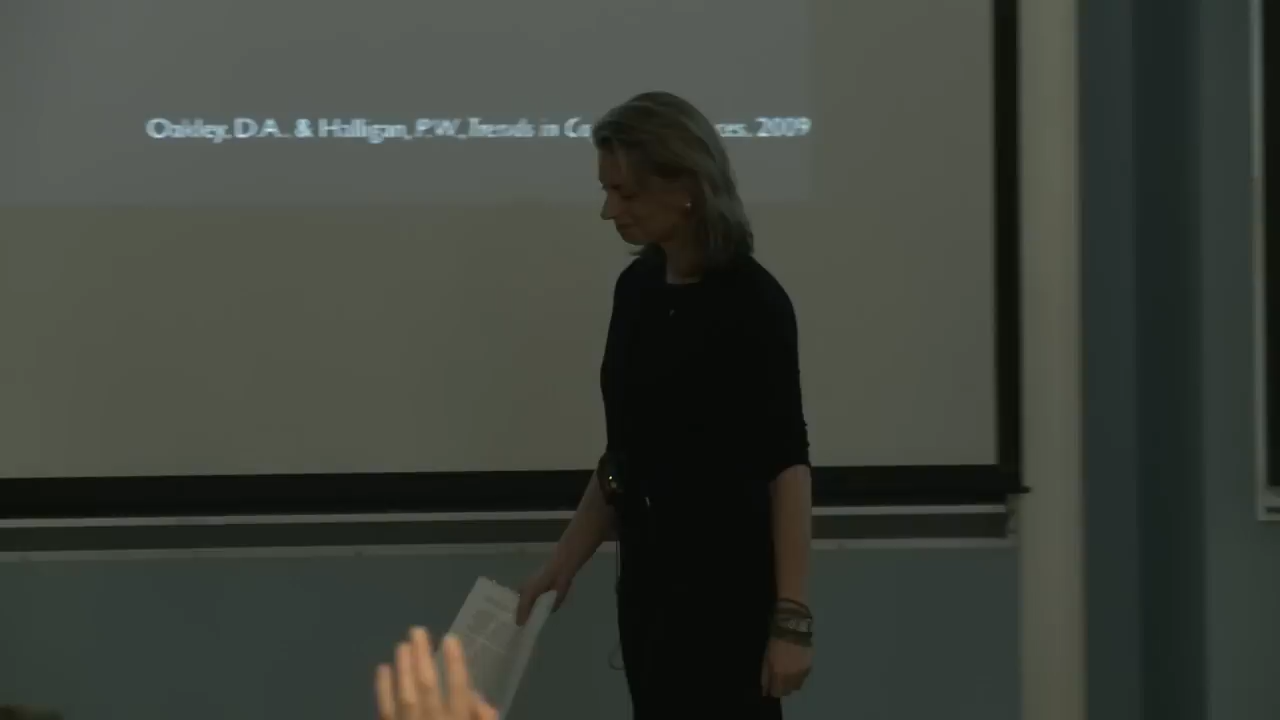 Oakley, D.A. & Halligan, P.W., Trends in Co ces. 2009